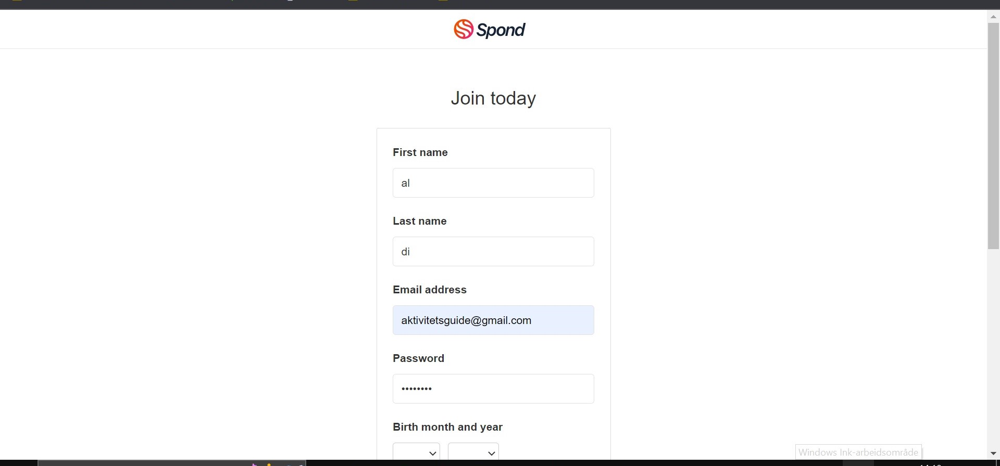 Spond
Join today
First name
al
Last name
di
Email address
aktivitetsguide@gmail.com
Password
••••••••
Birth month and year
Windows Ink-arbeidsområde